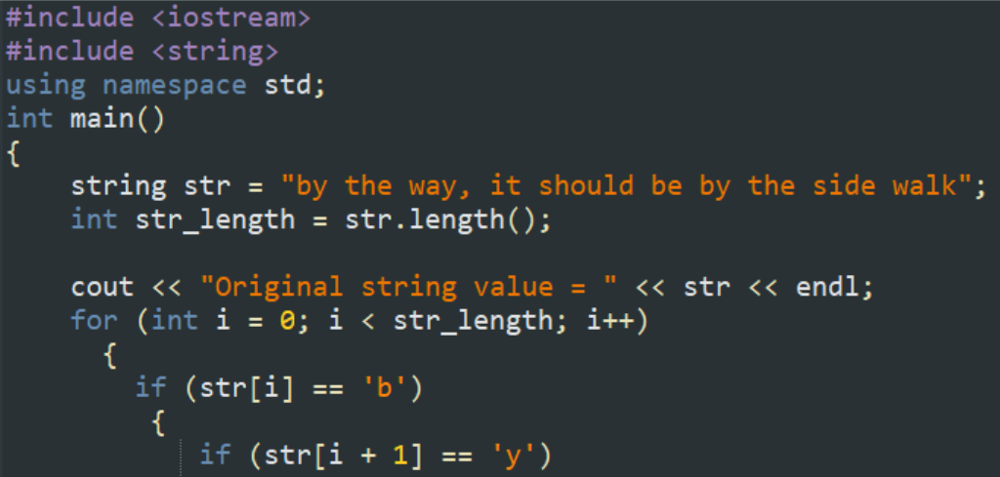 #include <iostream>
#include <string>
using namespace std;
int main()
{
    string str = "by the way, it should be by the side walk";
    int str_length = str.length();

    cout << "Original string value = " << str << endl;
    for (int i = 0; i < str_length; i++)
      {
        if (str[i] == 'b')
         {
            if (str[i + 1] == 'y')